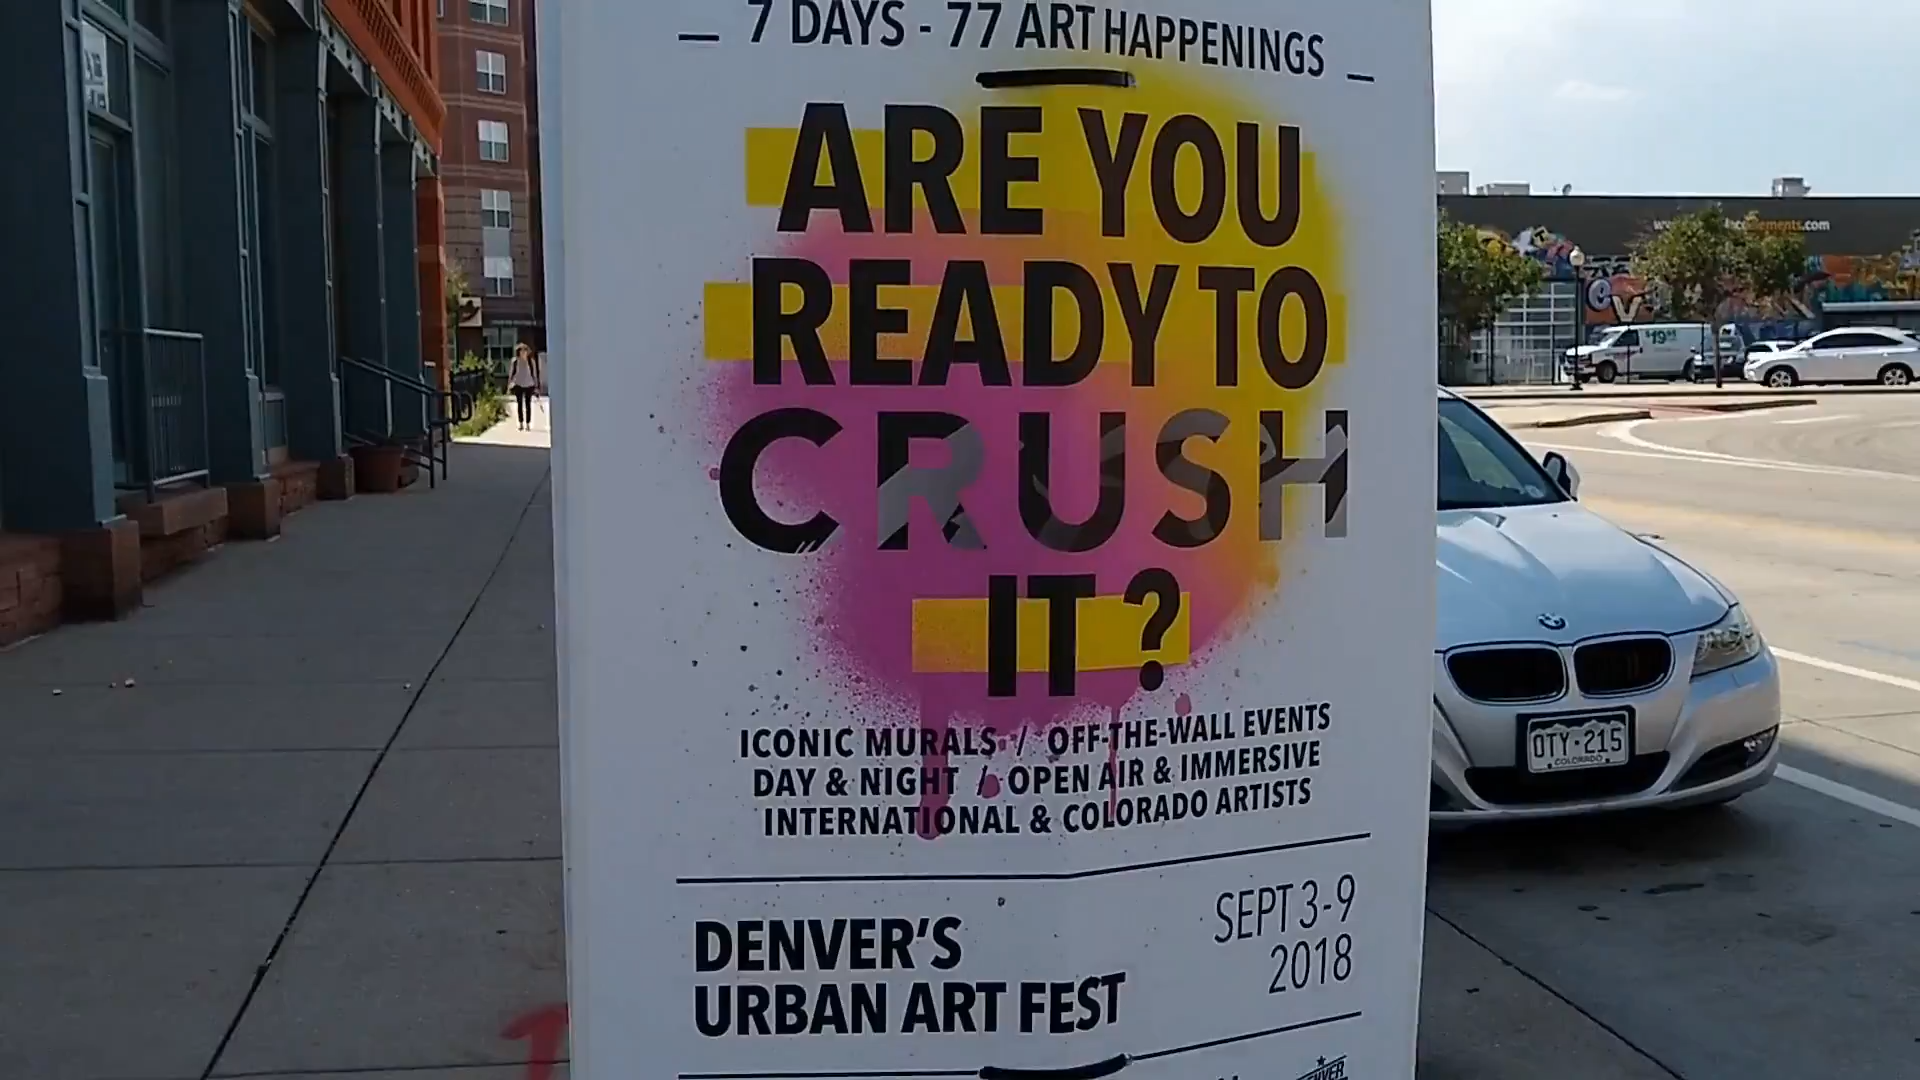 7 DAYS - 77 ART HAPPENINGS
ARE YOU
READY TO
CRUSH
IT?
ICONIC MURALS / OFF-THE-WALL EVENTS
DAY & NIGHT / OPEN AIR & IMMERSIVE
INTERNATIONAL & COLORADO ARTISTS
DENVER'S
URBAN ART FEST
SEPT 3-9
2018
OTY-215
COLORADO